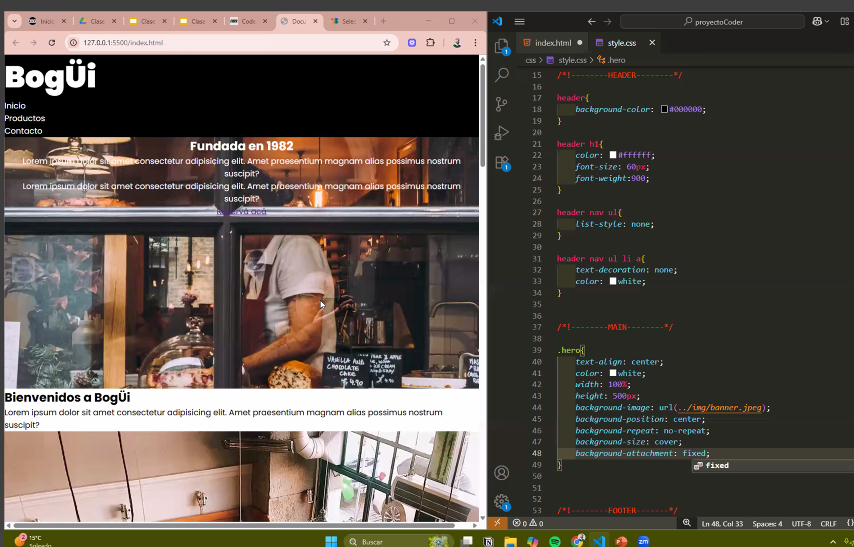 Inicio
Clase
Clase
Clase
Code
Docu
Sele
127.0.0.1:5500/index.html
BogÜi
Inicio
Productos
Contacto
Fundada en 1982
Lorem ipsum dolor sit amet consectetur adipisicing elit. Amet praesentium magnam alias possimus nostrum
suscipit?
Lorem ipsum dolor sit amet consectetur adipisicing elit. Amet praesentium magnam alias possimus nostrum
suscipit?
VANILLA AND
CHOCOLATE
CAKE
£4.90
Bienvenidos a BogÜi
Lorem ipsum dolor sit amet consectetur adipisicing elit. Amet praesentium magnam alias possimus nostrum
suscipit?
proyectoCoder
index.html
style.css
css > style.css > .hero
15 /*!--------HEADER--------*/
16
17 header{
18 background-color: #000000;
19 }
20
21 header h1{
22 color: #ffffff;
23 font-size: 60px;
24 font-weight:900;
25 }
26
27 header nav ul{
28 list-style: none;
29 }
30
31 header nav ul li a{
32 text-decoration: none;
33 color: white;
34 }
35
36
37 /*!--------MAIN--------*/
38
39 .hero{
40 text-align: center;
41 color: white;
42 width: 100%;
43 height: 500px;
44 background-image: url(../img/banner.jpeg);
45 background-position: center;
46 background-repeat: no-repeat;
47 background-size: cover;
48 background-attachment: fixed;
fixed
49 }
50
51
52
53 /*!--------FOOTER-------*/
0 0
Ln 48, Col 33
Spaces: 4
UTF-8
CRLF
15°C
Soleado
Buscar